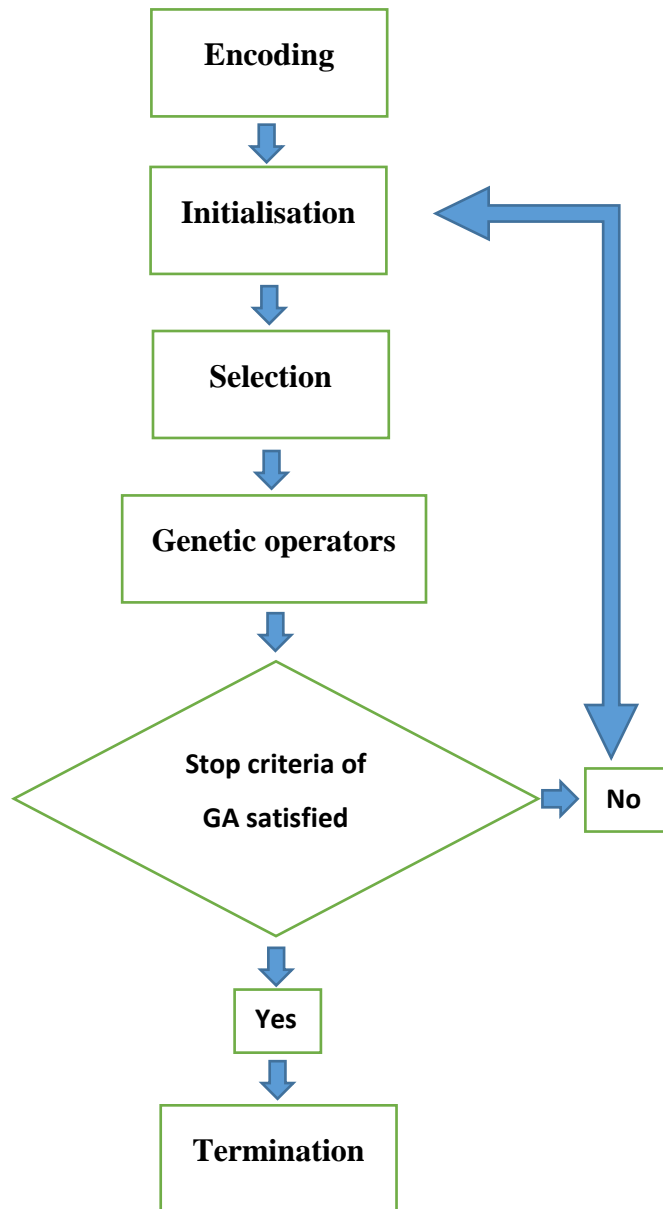 Encoding
Initialisation
Selection
Genetic operators
Stop criteria of
GA satisfied
No
Yes
Termination